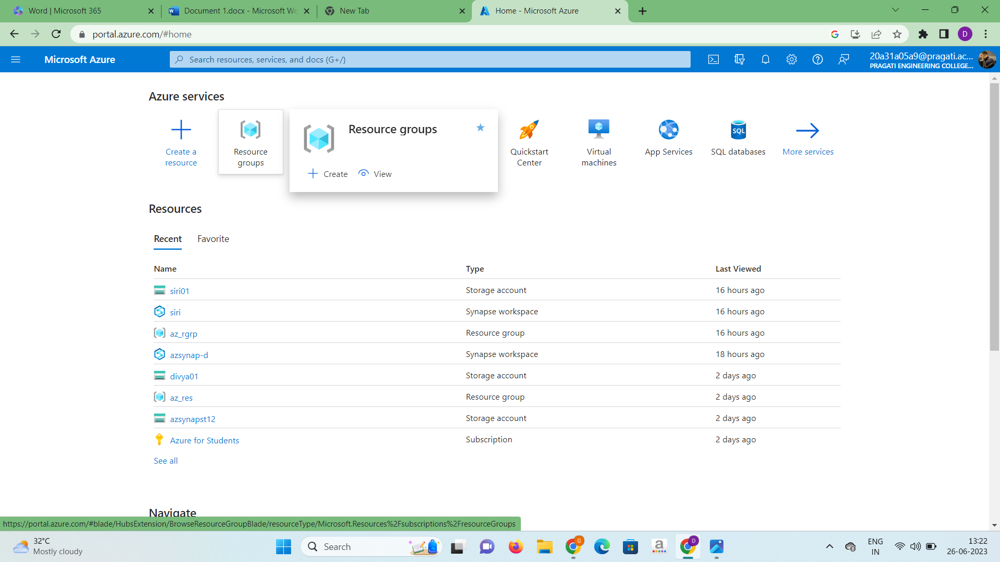 Word | Microsoft 365
Document 1.docx - Microsoft Wo
New Tab
Home - Microsoft Azure
portal.azure.com/#home
D
Microsoft Azure
Search resources, services, and docs (G+/)
20a31a05a9@pragati.ac...
PRAGATI ENGINEERING COLLEGE...
Azure services
Create a resource
Resource groups
Resource groups
Create
View
Quickstart Center
Virtual machines
App Services
SQL
SQL databases
More services
Resources
Recent Favorite
Name Type Last Viewed
siri01 Storage account 16 hours ago
siri Synapse workspace 16 hours ago
az_rgrp Resource group 16 hours ago
azsynap-d Synapse workspace 18 hours ago
divya01 Storage account 2 days ago
az_res Resource group 2 days ago
azsynapst12 Storage account 2 days ago
Azure for Students Subscription 2 days ago
See all
Navigate
https://portal.azure.com/#blade/HubsExtension/BrowseResourceGroupBlade/resourceType/Microsoft.Resources%2Fsubscriptions%2FresourceGroups
32°C
Mostly cloudy
Search
G
a
D
ENG
IN
13:22
26-06-2023